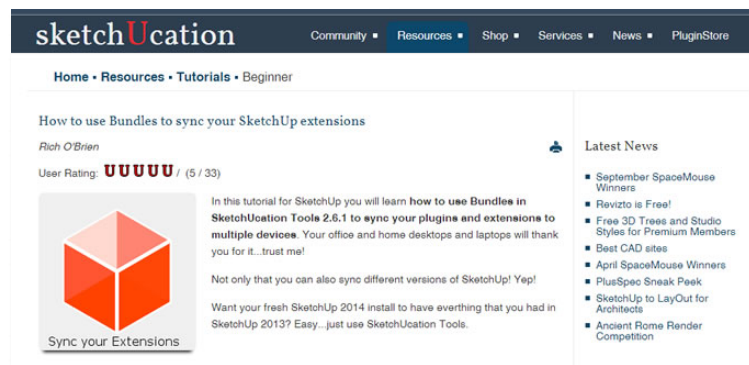 sketchUcation
Community ▪ Resources ▪ Shop ▪ Services ▪ News ▪ PluginStore
Home ▪ Resources ▪ Tutorials ▪ Beginner
How to use Bundles to sync your SketchUp extensions
Rich O'Brien
User Rating: UUUUU / (5 / 33)
Sync your Extensions
In this tutorial for SketchUp you will learn how to use Bundles in
SketchUcation Tools 2.6.1 to sync your plugins and extensions to
multiple devices. Your office and home desktops and laptops will thank
you for it...trust me!
Not only that you can also sync different versions of SketchUp! Yep!
Want your fresh SketchUp 2014 install to have everthing that you had in
SketchUp 2013? Easy...just use SketchUcation Tools.
Latest News
▪ September SpaceMouse
Winners
▪ Revizto is Free!
▪ Free 3D Trees and Studio
Styles for Premium Members
▪ Best CAD sites
▪ April SpaceMouse Winners
▪ PlusSpec Sneak Peek
▪ SketchUp to LayOut for
Architects
▪ Ancient Rome Render
Competition